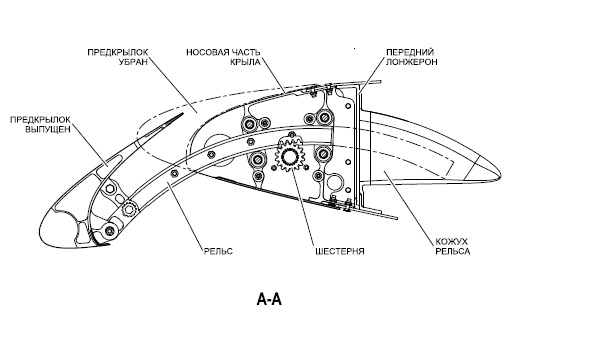 ПРЕДКРЫЛОК
УБРАН
НОСОВАЯ ЧАСТЬ
КРЫЛА
ПЕРЕДНИЙ
ЛОНЖЕРОН
ПРЕДКРЫЛОК
ВЫПУЩЕН
РЕЛЬС
ШЕСТЕРНЯ
КОЖУХ
РЕЛЬСА
А-А